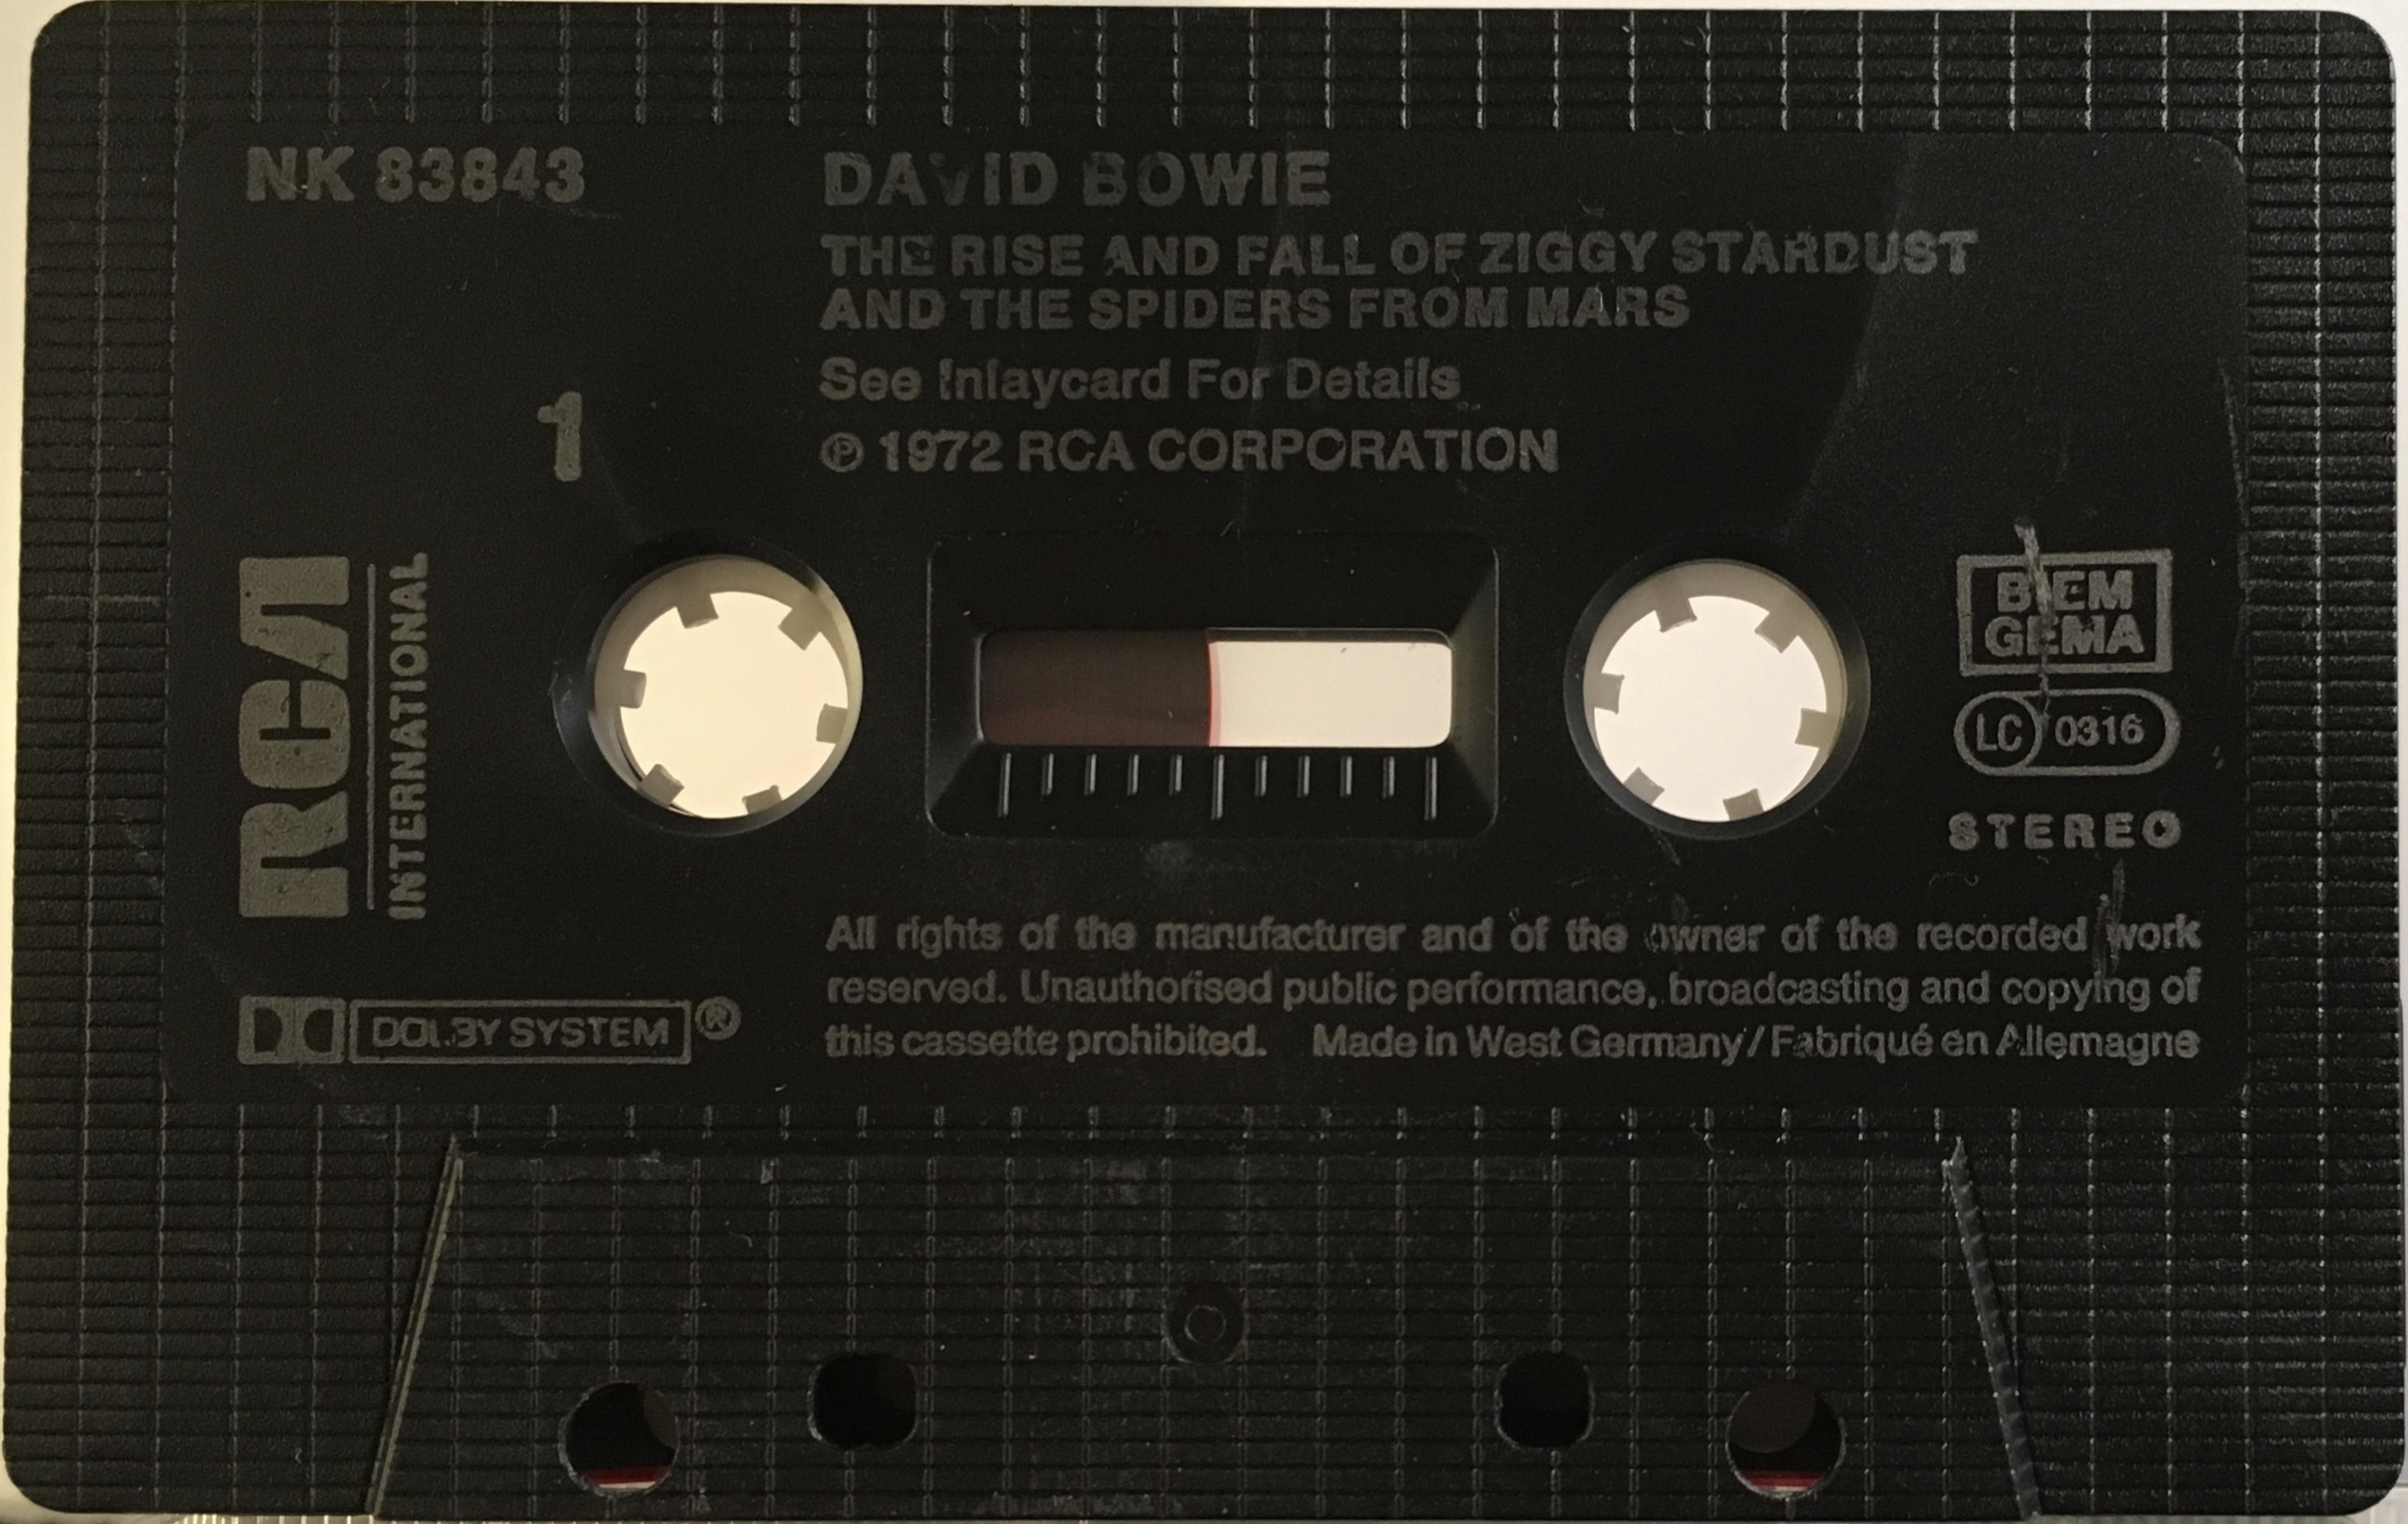 NK 83843
DAVID BOWIE
THE RISE AND FALL OF ZIGGY STARDUST
AND THE SPIDERS FROM MARS
See Inlaycard For Details
℗ 1972 RCA CORPORATION
1
RCA
INTERNATIONAL
BIEM
GEMA
LC 0316
STEREO
All rights of the manufacturer and of the owner of the recorded work
reserved. Unauthorised public performance, broadcasting and copying of
this cassette prohibited. Made in West Germany/Fabriqué en Allemagne
DOLBY SYSTEM ®